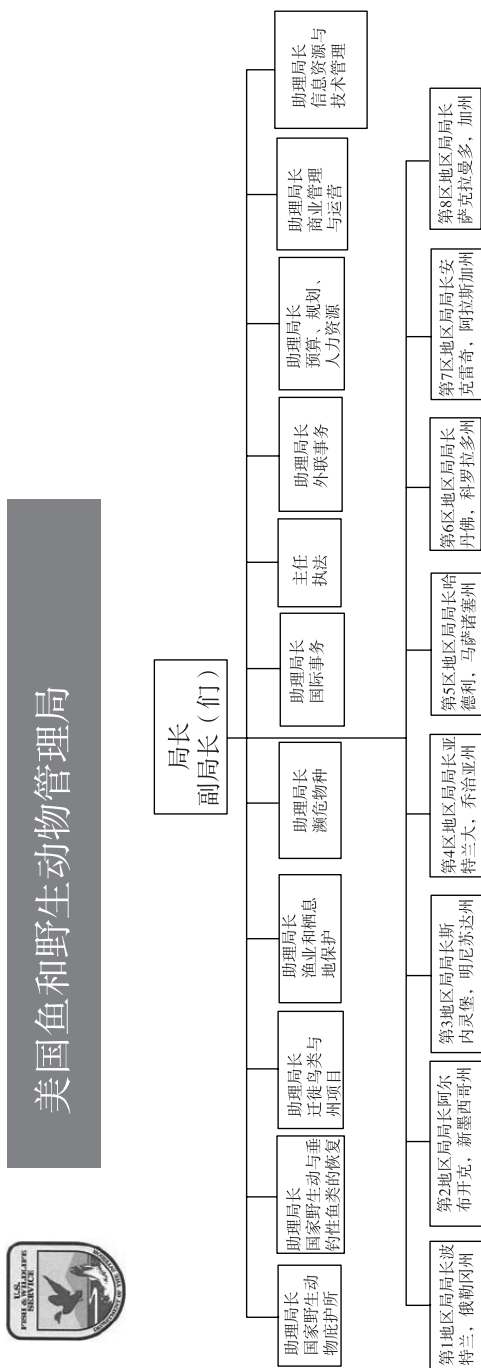 U.S.
FISH & WILDLIFE
SERVICE
DEPARTMENT OF THE INTERIOR
美国鱼和野生动物管理局
局长
副局长（们）
助理局长
国家野生动
物庇护所
助理局长
国家野生动与垂
钓性鱼类的恢复
助理局长
迁徙鸟类与
州项目
助理局长
渔业和栖息
地保护
助理局长
濒危物种
助理局长
国际事务
主任
执法
助理局长
外联事务
助理局长
预算、规划、
人力资源
助理局长
商业管理
与运营
助理局长
信息资源与
技术管理
第1地区局局长波
特兰，俄勒冈州
第2地区局局长阿尔
布开克，新墨西哥州
第3地区局局长斯
内灵堡，明尼苏达州
第4区地区局局长亚
特兰大，乔治亚州
第5区地区局局长哈
德利，马萨诸塞州
第6区地区局局长
丹佛，科罗拉多州
第7区地区局局长安
克雷奇，阿拉斯加州
第8区地区局局长
萨克拉曼多，加州